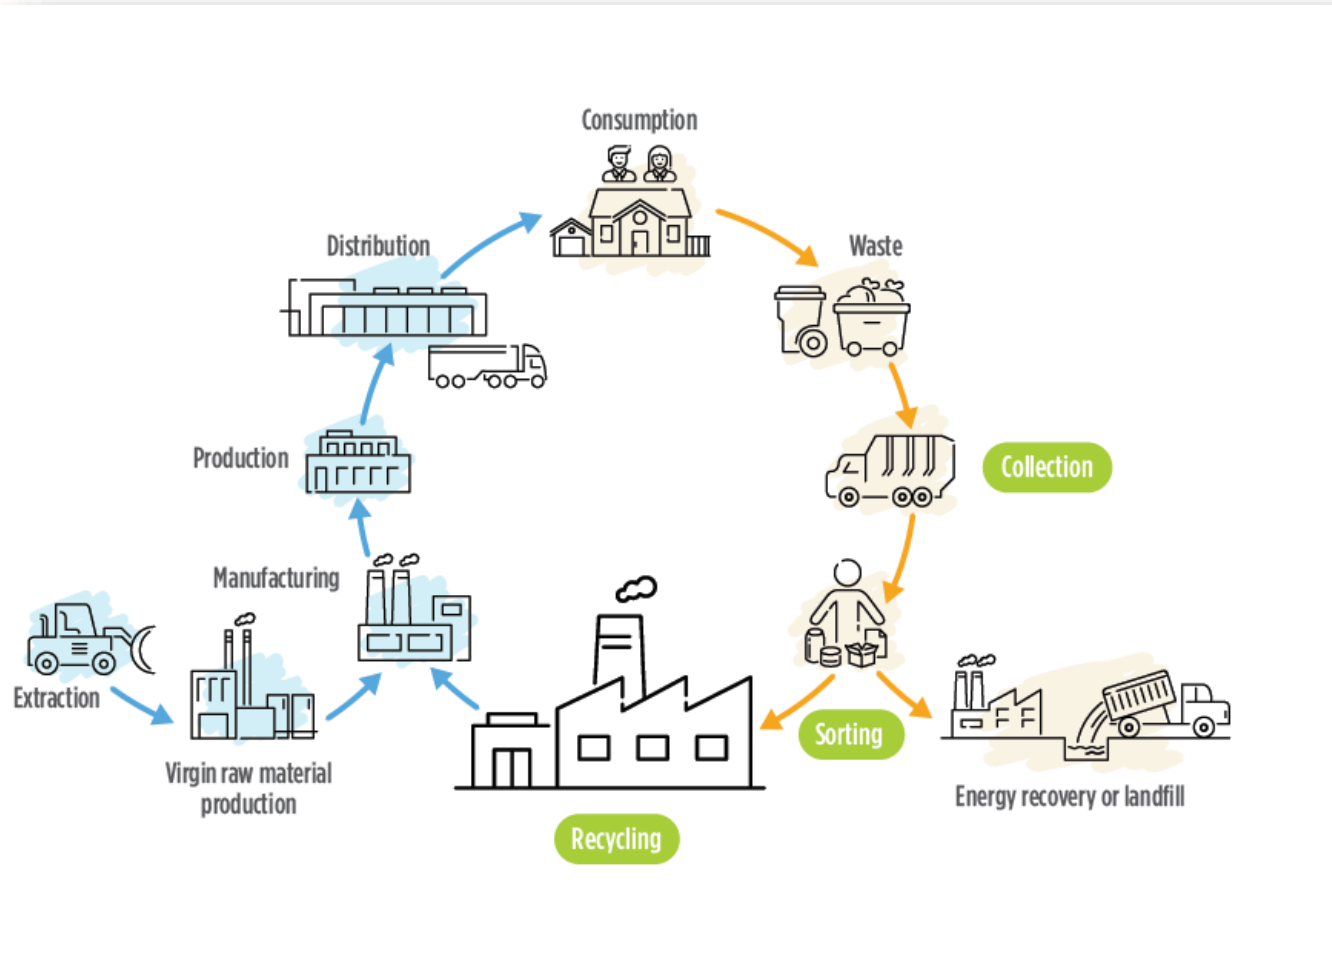 Consumption
Distribution
Waste
Production
Collection
Manufacturing
Extraction
Virgin raw material
production
Sorting
Energy recovery or landfill
Recycling